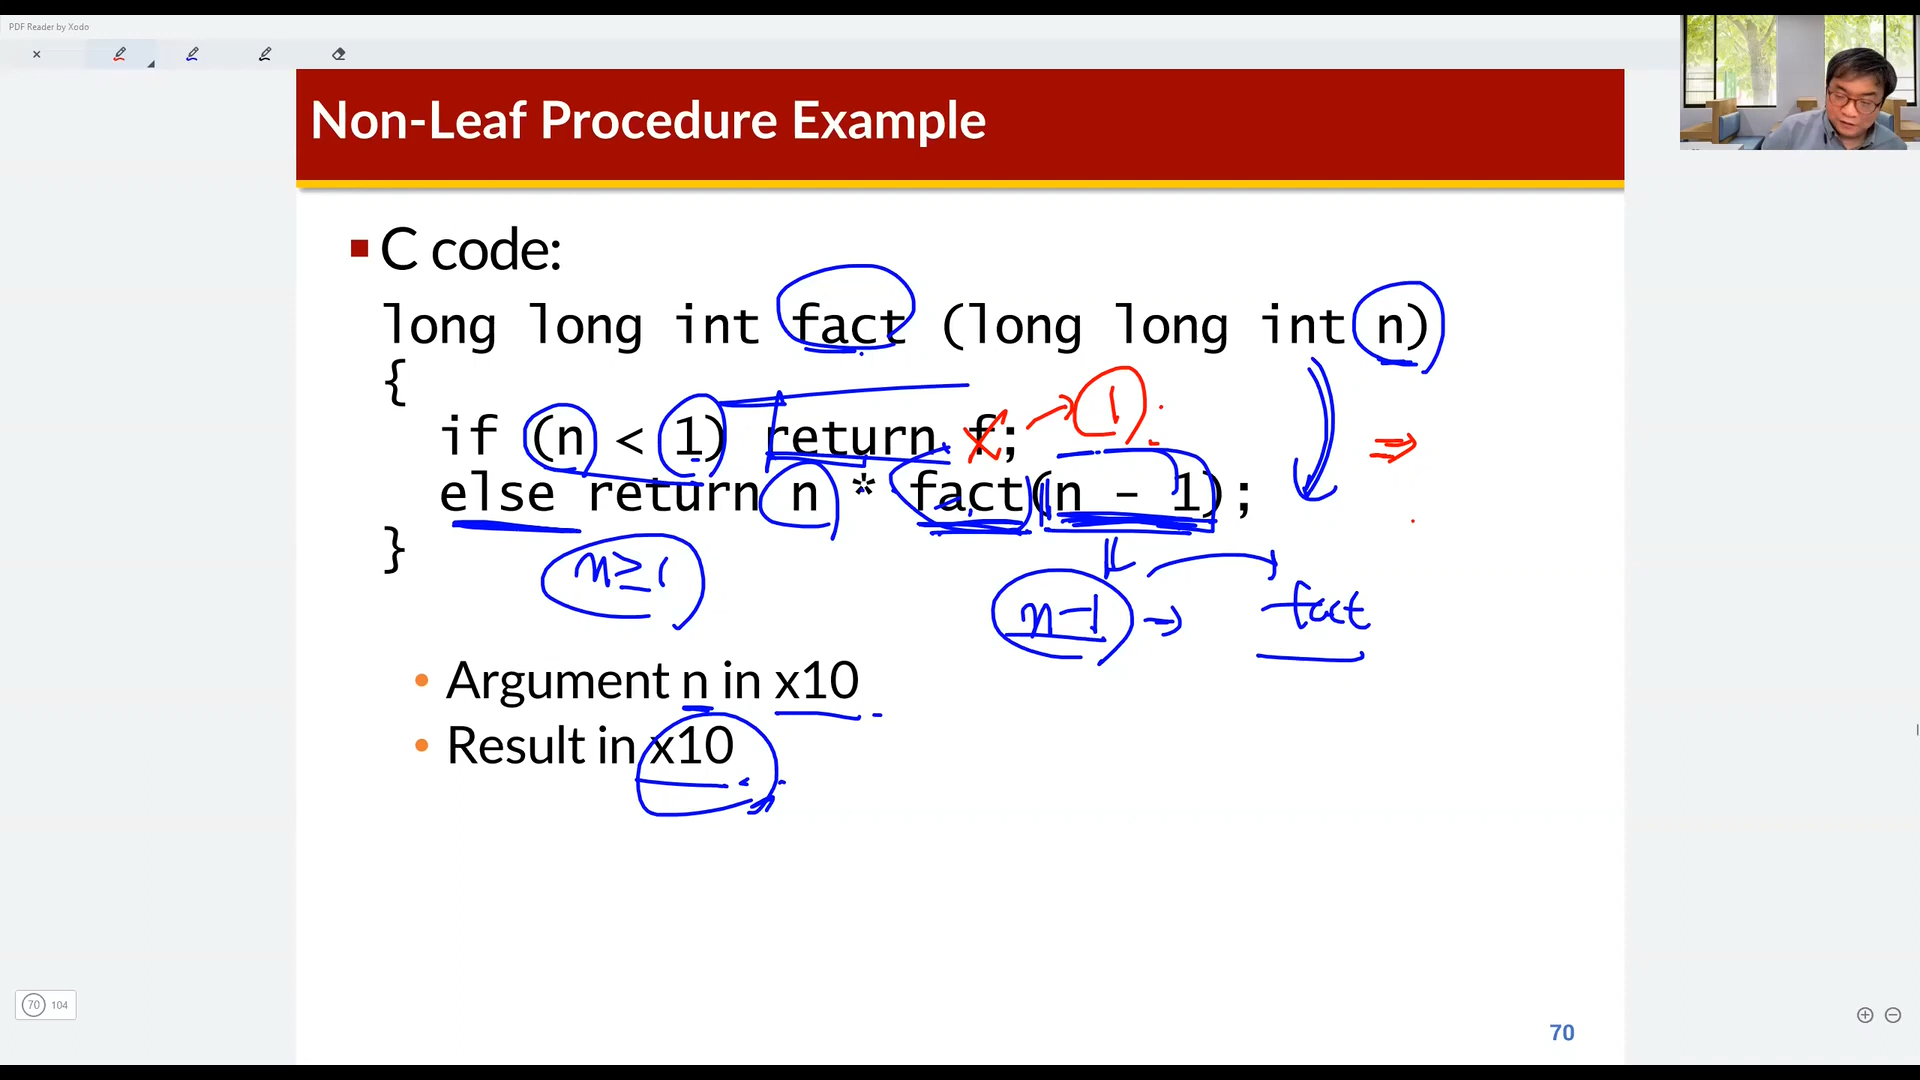 PDF Reader by Xodo
Non-Leaf Procedure Example
C code:
long long int fact (long long int n)
{
if (n < 1) return f; 1
else return n * fact(n - 1);
}
n≥1
n-1 → fact
Argument n in x10
Result in x10
70 104
70